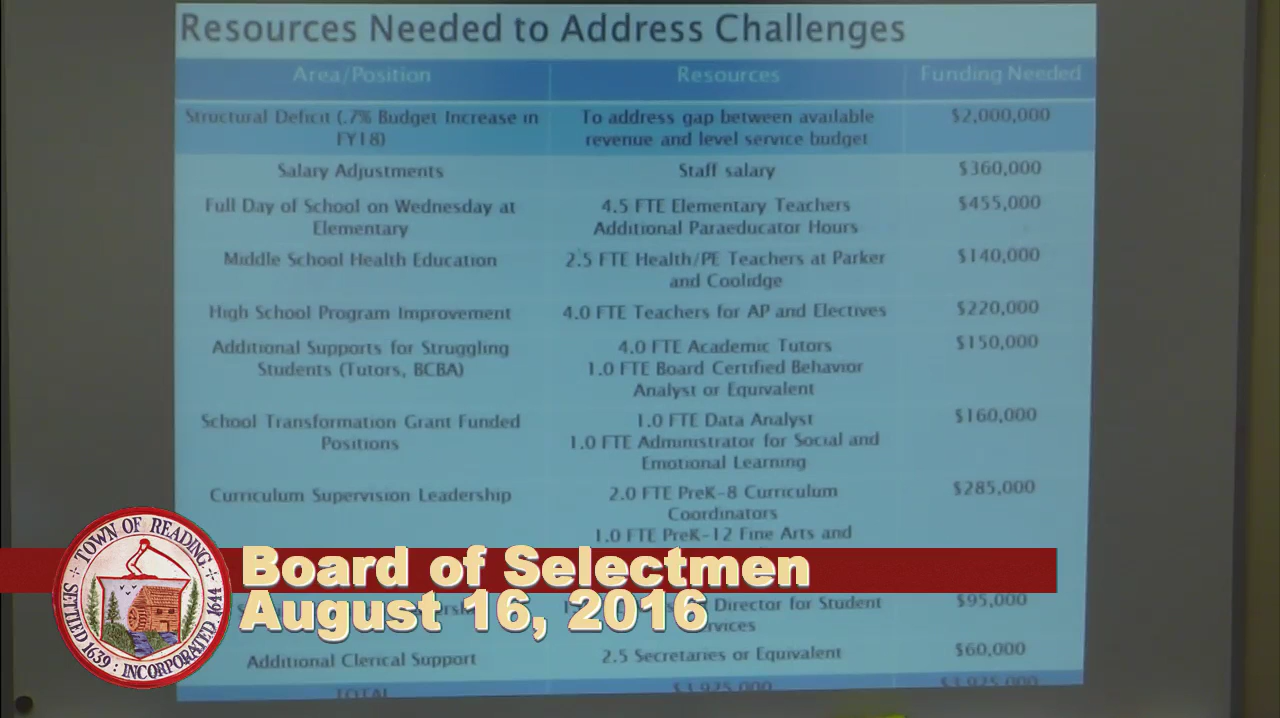 Resources Needed to Address Challenges
Area/Position
Resources
Funding Needed
Structural Deficit (.7% Budget Increase in
FY18)
To address gap between available
revenue and level service budget
$2,000,000
Salary Adjustments
Staff salary
$360,000
Full Day of School on Wednesday at
Elementary
4.5 FTE Elementary Teachers
Additional Paraeducator Hours
$455,000
Middle School Health Education
2.5 FTE Health/PE Teachers at Parker
and Coolidge
$140,000
High School Program Improvement
4.0 FTE Teachers for AP and Electives
$220,000
Additional Supports for Struggling
Students (Tutors, BCBA)
4.0 FTE Academic Tutors
1.0 FTE Board Certified Behavior
Analyst or Equivalent
$150,000
School Transformation Grant Funded
Positions
1.0 FTE Data Analyst
1.0 FTE Administrator for Social and
Emotional Learning
$160,000
Curriculum Supervision Leadership
2.0 FTE PreK-8 Curriculum
Coordinators
1.0 FTE PreK-12 Fine Arts and
$285,000
Director for Student
$95,000
Additional Clerical Support
2.5 Secretaries or Equivalent
$60,000
TOTAL
$3,925,000
$3,925,000
TOWN OF READING
SETTLED 1639 : INCORPORATED 1644
Board of Selectmen
August 16, 2016